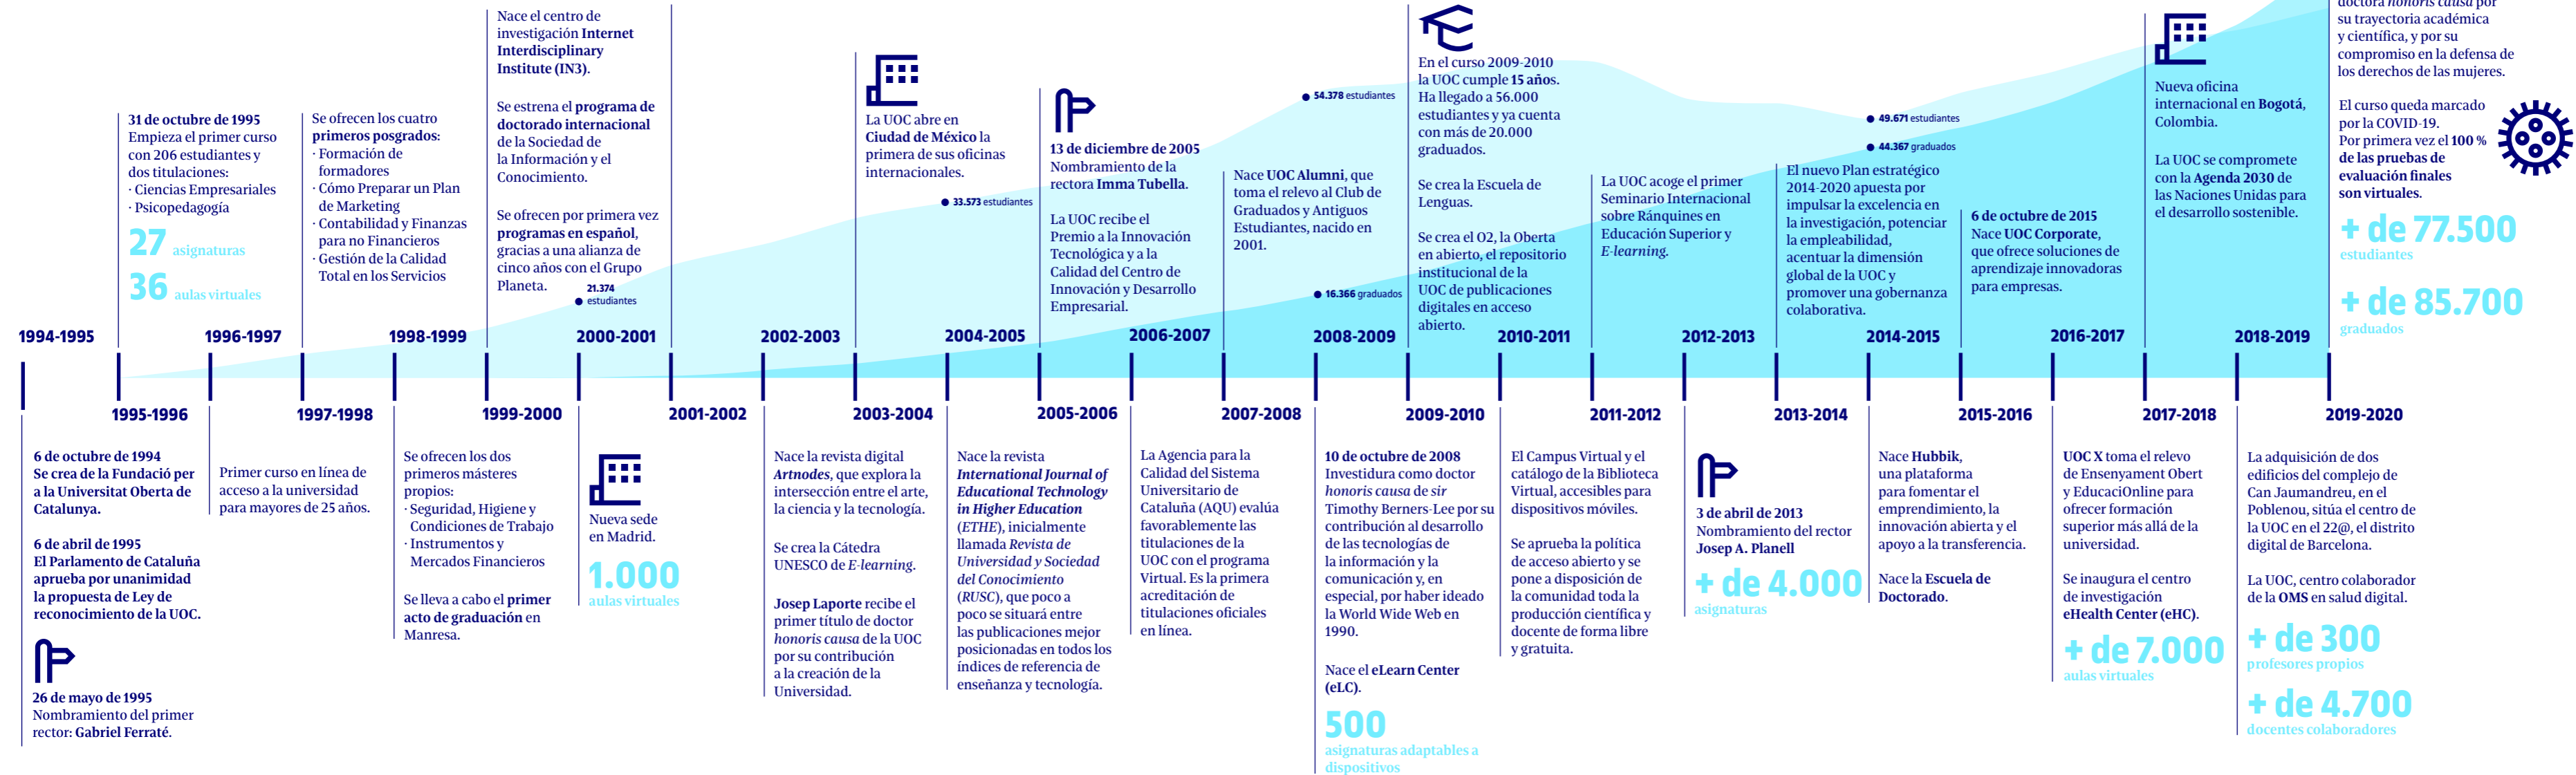 1994-1995
6 de octubre de 1994
Se crea de la Fundació per
a la Universitat Oberta de
Catalunya.
6 de abril de 1995
El Parlamento de Cataluña
aprueba por unanimidad
la propuesta de Ley de
reconocimiento de la UOC.
26 de mayo de 1995
Nombramiento del primer
rector: Gabriel Ferraté.
31 de octubre de 1995
Empieza el primer curso
con 206 estudiantes y
dos titulaciones:
· Ciencias Empresariales
· Psicopedagogía
27 asignaturas
36 aulas virtuales
1995-1996
1996-1997
Primer curso en línea de
acceso a la universidad
para mayores de 25 años.
Se ofrecen los cuatro
primeros posgrados:
· Formación de
formadores
· Cómo Preparar un Plan
de Marketing
· Contabilidad y Finanzas
para no Financieros
· Gestión de la Calidad
Total en los Servicios
1997-1998
1998-1999
Se ofrecen los dos
primeros másteres
propios:
· Seguridad, Higiene y
Condiciones de Trabajo
· Instrumentos y
Mercados Financieros
Se lleva a cabo el primer
acto de graduación en
Manresa.
Nace el centro de
investigación Internet
Interdisciplinary
Institute (IN3).
Se estrena el programa de
doctorado internacional
de la Sociedad de
la Información y el
Conocimiento.
Se ofrecen por primera vez
programas en español,
gracias a una alianza de
cinco años con el Grupo
Planeta.
1999-2000
21.374
estudiantes
2000-2001
Nueva sede
en Madrid.
1.000
aulas virtuales
2001-2002
2002-2003
Nace la revista digital
Artnodes, que explora la
intersección entre el arte,
la ciencia y la tecnología.
Se crea la Cátedra
UNESCO de E-learning.
Josep Laporte recibe el
primer título de doctor
honoris causa de la UOC
por su contribución
a la creación de la
Universidad.
La UOC abre en
Ciudad de México la
primera de sus oficinas
internacionales.
2003-2004
33.573 estudiantes
2004-2005
Nace la revista
International Journal of
Educational Technology
in Higher Education
(ETHE), inicialmente
llamada Revista de
Universidad y Sociedad
del Conocimiento
(RUSC), que poco a
poco se situará entre
las publicaciones mejor
posicionadas en todos los
índices de referencia de
enseñanza y tecnología.
13 de diciembre de 2005
Nombramiento de la
rectora Imma Tubella.
La UOC recibe el
Premio a la Innovación
Tecnológica y a la
Calidad del Centro de
Innovación y Desarrollo
Empresarial.
2005-2006
2006-2007
La Agencia para la
Calidad del Sistema
Universitario de
Cataluña (AQU) evalúa
favorablemente las
titulaciones de la
UOC con el programa
Virtual. Es la primera
acreditación de
titulaciones oficiales
en línea.
Nace UOC Alumni, que
toma el relevo al Club de
Graduados y Antiguos
Estudiantes, nacido en
2001.
2007-2008
54.378 estudiantes
16.366 graduados
2008-2009
10 de octubre de 2008
Investidura como doctor
honoris causa de sir
Timothy Berners-Lee por su
contribución al desarrollo
de las tecnologías de
la información y la
comunicación y, en
especial, por haber ideado
la World Wide Web en
1990.
Nace el eLearn Center
(eLC).
500
asignaturas adaptables a
dispositivos
En el curso 2009-2010
la UOC cumple 15 años.
Ha llegado a 56.000
estudiantes y ya cuenta
con más de 20.000
graduados.
Se crea la Escuela de
Lenguas.
Se crea el O2, la Oberta
en abierto, el repositorio
institucional de la
UOC de publicaciones
digitales en acceso
abierto.
2009-2010
2010-2011
El Campus Virtual y el
catálogo de la Biblioteca
Virtual, accesibles para
dispositivos móviles.
Se aprueba la política
de acceso abierto y se
pone a disposición de
la comunidad toda la
producción científica y
docente de forma libre
y gratuita.
La UOC acoge el primer
Seminario Internacional
sobre Ránquines en
Educación Superior y
E-learning.
2011-2012
2012-2013
3 de abril de 2013
Nombramiento del rector
Josep A. Planell
+ de 4.000
asignaturas
El nuevo Plan estratégico
2014-2020 apuesta por
impulsar la excelencia en
la investigación, potenciar
la empleabilidad,
acentuar la dimensión
global de la UOC y
promover una gobernanza
colaborativa.
2013-2014
49.671 estudiantes
44.367 graduados
2014-2015
Nace Hubbik,
una plataforma
para fomentar el
emprendimiento, la
innovación abierta y el
apoyo a la transferencia.
Nace la Escuela de
Doctorado.
6 de octubre de 2015
Nace UOC Corporate,
que ofrece soluciones de
aprendizaje innovadoras
para empresas.
2015-2016
2016-2017
UOC X toma el relevo
de Ensenyament Obert
y EducaciOnline para
ofrecer formación
superior más allá de la
universidad.
Se inaugura el centro
de investigación
eHealth Center (eHC).
+ de 7.000
aulas virtuales
Nueva oficina
internacional en Bogotá,
Colombia.
La UOC se compromete
con la Agenda 2030 de
las Naciones Unidas para
el desarrollo sostenible.
2017-2018
2018-2019
La adquisición de dos
edificios del complejo de
Can Jaumandreu, en el
Poblenou, sitúa el centro de
la UOC en el 22@, el distrito
digital de Barcelona.
La UOC, centro colaborador
de la OMS en salud digital.
+ de 300
profesores propios
+ de 4.700
docentes colaboradores
doctora honoris causa por
su trayectoria académica
y científica, y por su
compromiso en la defensa de
los derechos de las mujeres.
El curso queda marcado
por la COVID-19.
Por primera vez el 100 %
de las pruebas de
evaluación finales
son virtuales.
+ de 77.500
estudiantes
+ de 85.700
graduados
2019-2020